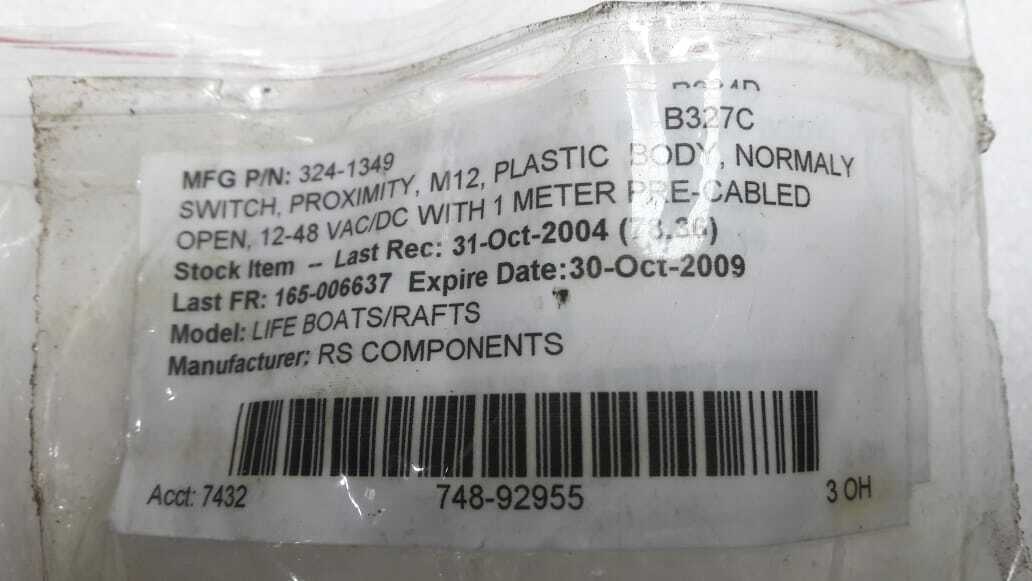 B327C
MFG P/N: 324-1349
SWITCH, PROXIMITY, M12, PLASTIC BODY, NORMALY
OPEN, 12-48 VAC/DC WITH 1 METER PRE-CABLED
Stock Item -- Last Rec: 31-Oct-2004
Last FR: 165-006637 Expire Date:30-Oct-2009
Model: LIFE BOATS/RAFTS
Manufacturer: RS COMPONENTS
Acct: 7432 748-92955 3 OH